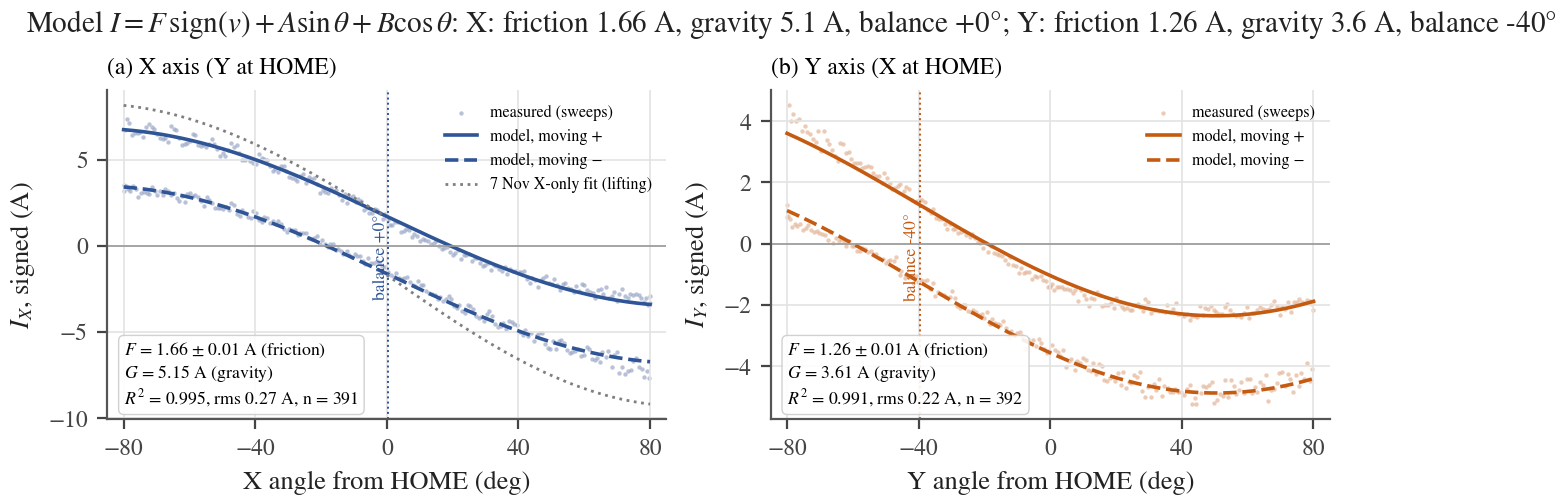 Model I = F sign(v) + A sin θ + B cos θ: X: friction 1.66 A, gravity 5.1 A, balance +0°; Y: friction 1.26 A, gravity 3.6 A, balance -40°
(a) X axis (Y at HOME)
measured (sweeps)
model, moving +
model, moving −
7 Nov X-only fit (lifting)
balance +0°
F = 1.66 ± 0.01 A (friction)
G = 5.15 A (gravity)
R² = 0.995, rms 0.27 A, n = 391
5
0
−5
−10
I_X, signed (A)
−80 −40 0 40 80
X angle from HOME (deg)
(b) Y axis (X at HOME)
measured (sweeps)
model, moving +
model, moving −
balance -40°
F = 1.26 ± 0.01 A (friction)
G = 3.61 A (gravity)
R² = 0.991, rms 0.22 A, n = 392
4
2
0
−2
−4
I_Y, signed (A)
−80 −40 0 40 80
Y angle from HOME (deg)